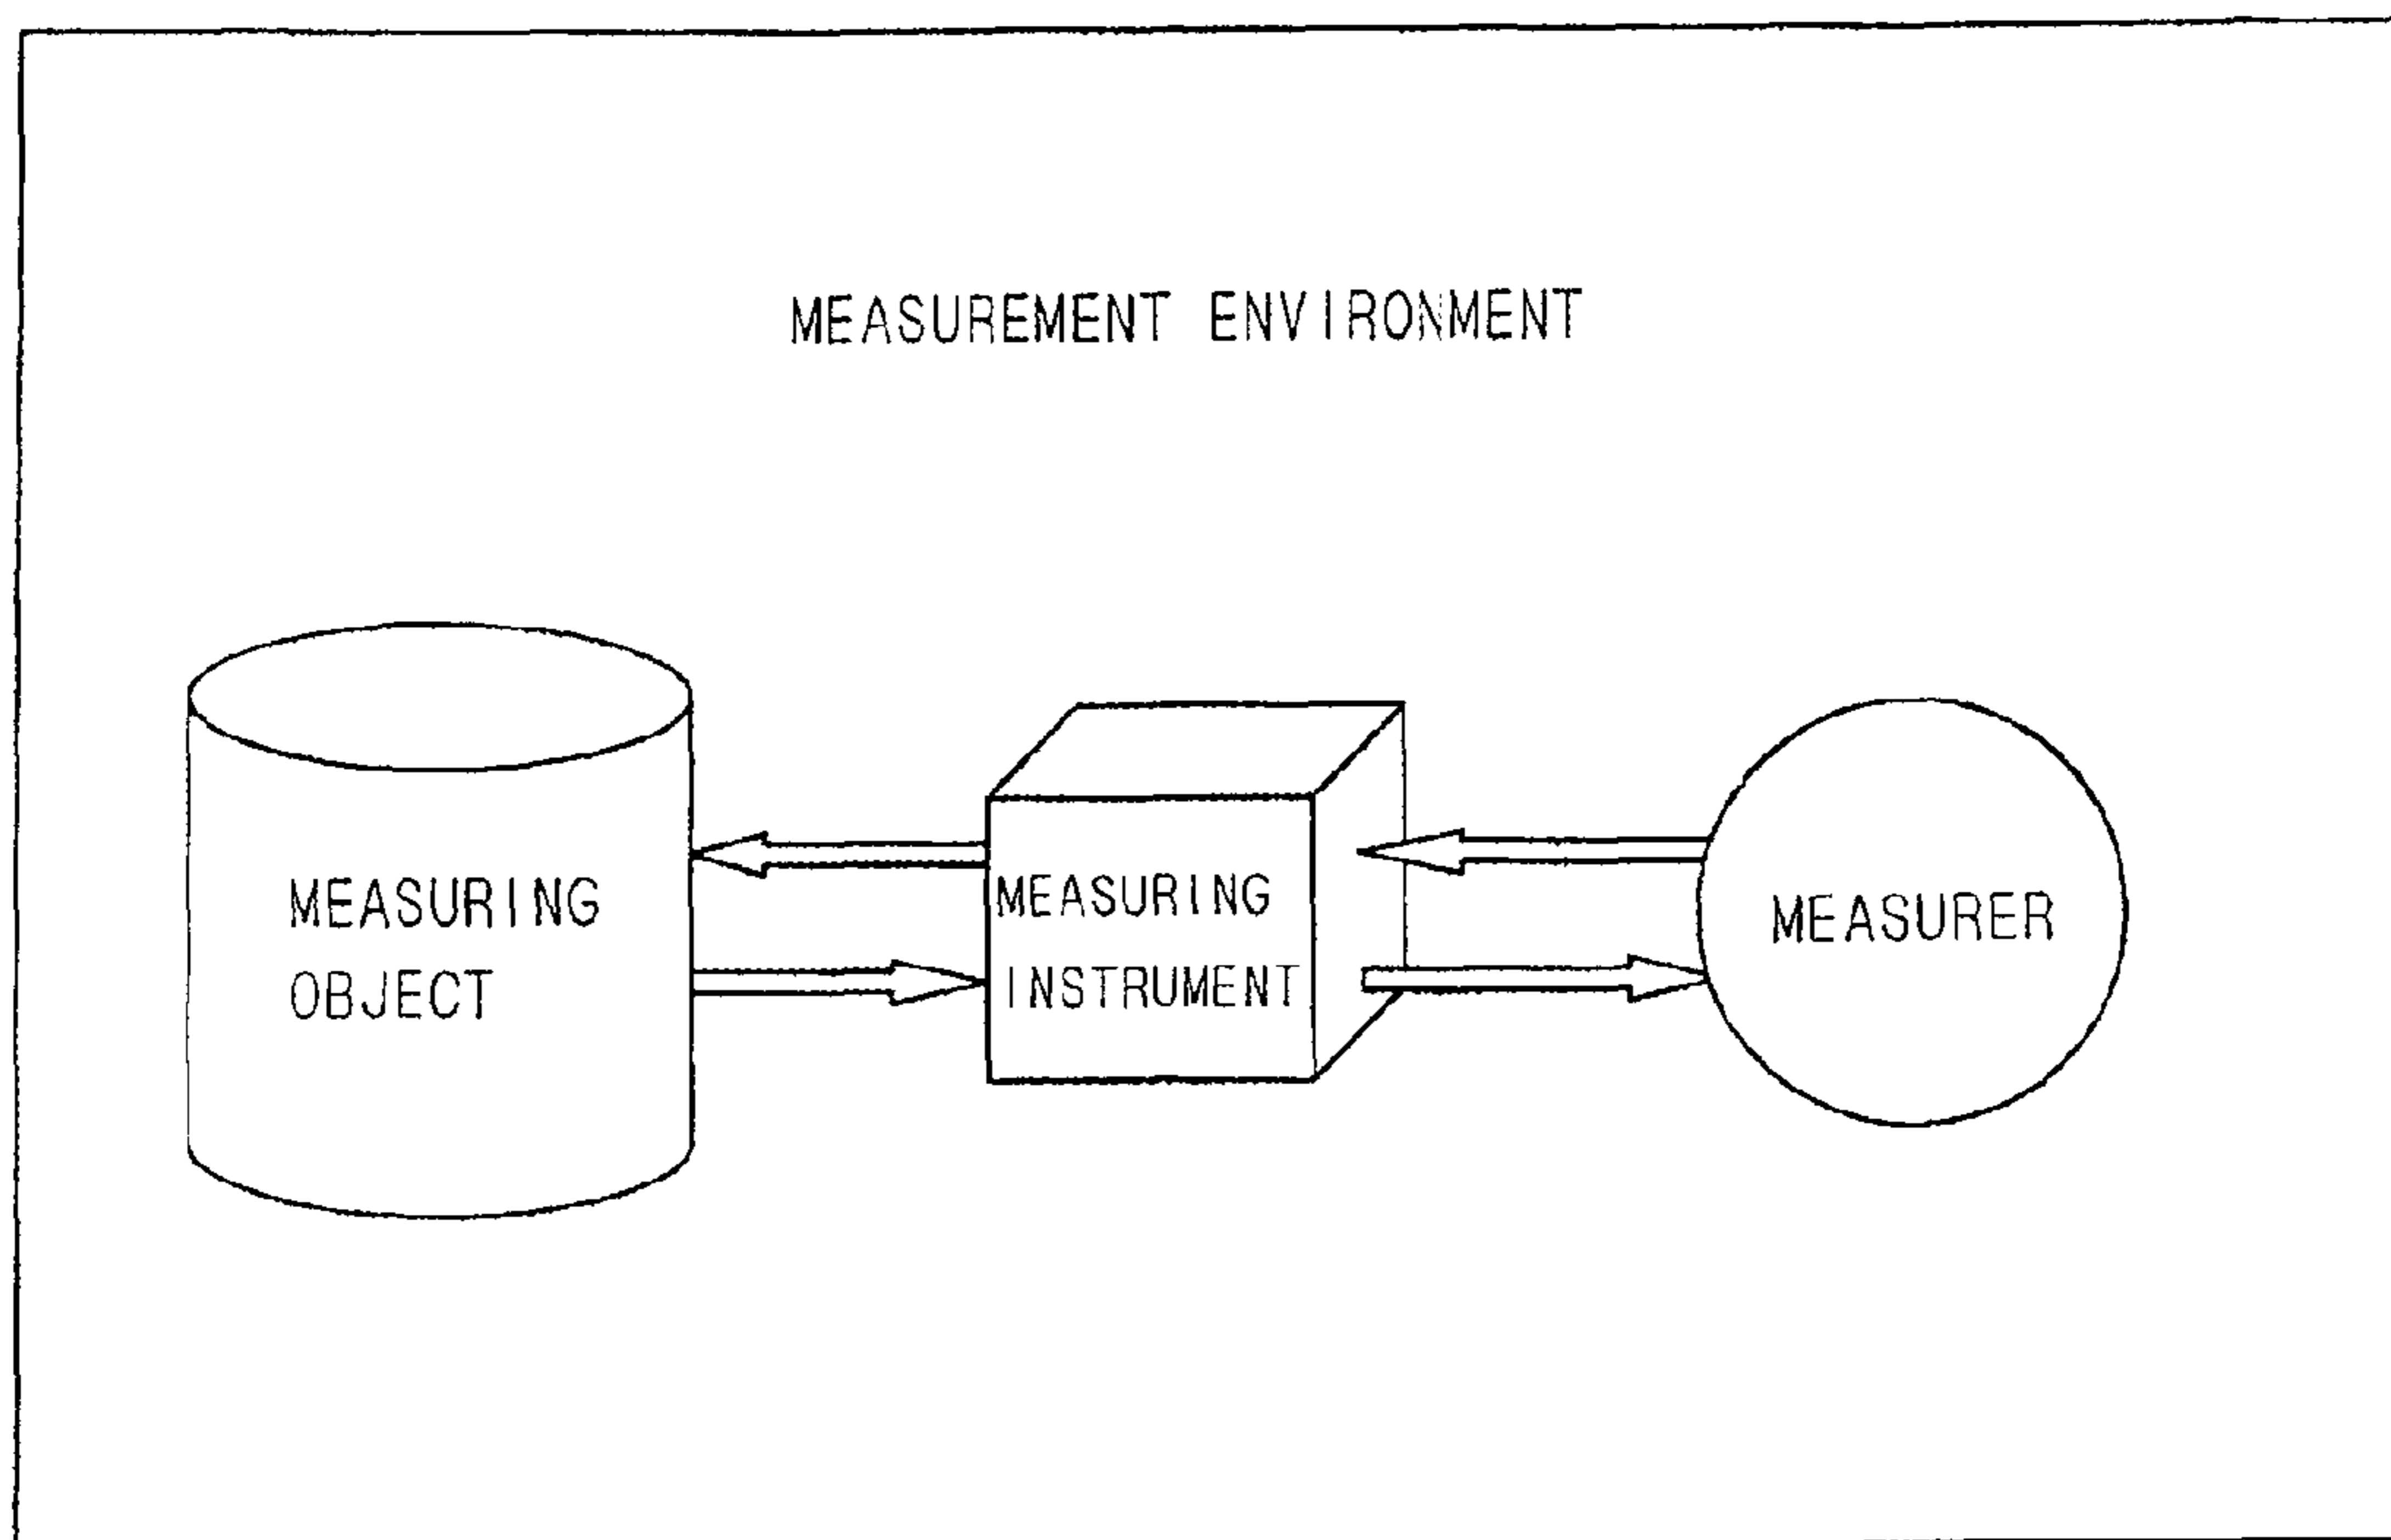 MEASUREMENT ENVIRONMENT
MEASURING
OBJECT
MEASURING
INSTRUMENT
MEASURER